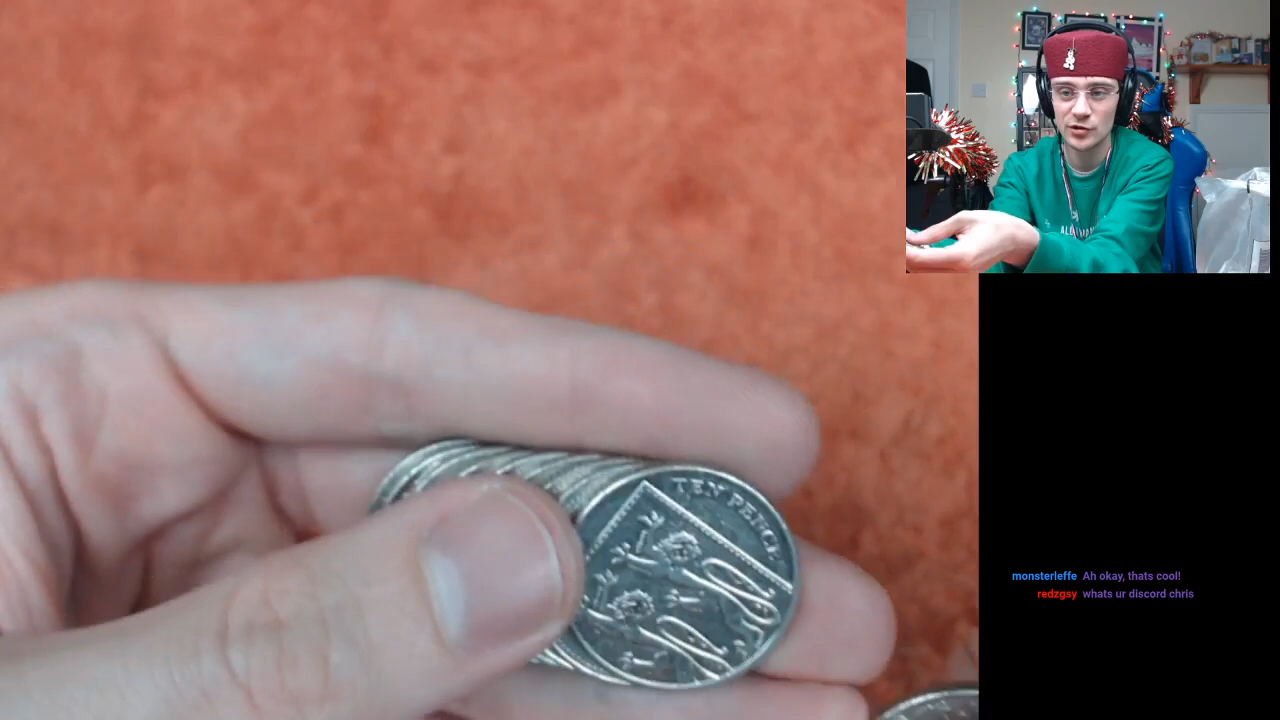 TEN PENCE
monsterleffe Ah okay, thats cool!
redzgsy whats ur discord chris